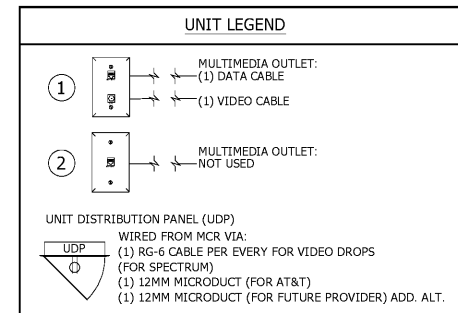 UNIT LEGEND
1
MULTIMEDIA OUTLET:
(1) DATA CABLE
(1) VIDEO CABLE
2
MULTIMEDIA OUTLET:
NOT USED
UNIT DISTRIBUTION PANEL (UDP)
UDP
WIRED FROM MCR VIA:
(1) RG-6 CABLE PER EVERY FOR VIDEO DROPS
(FOR SPECTRUM)
(1) 12MM MICRODUCT (FOR AT&T)
(1) 12MM MICRODUCT (FOR FUTURE PROVIDER) ADD. ALT.